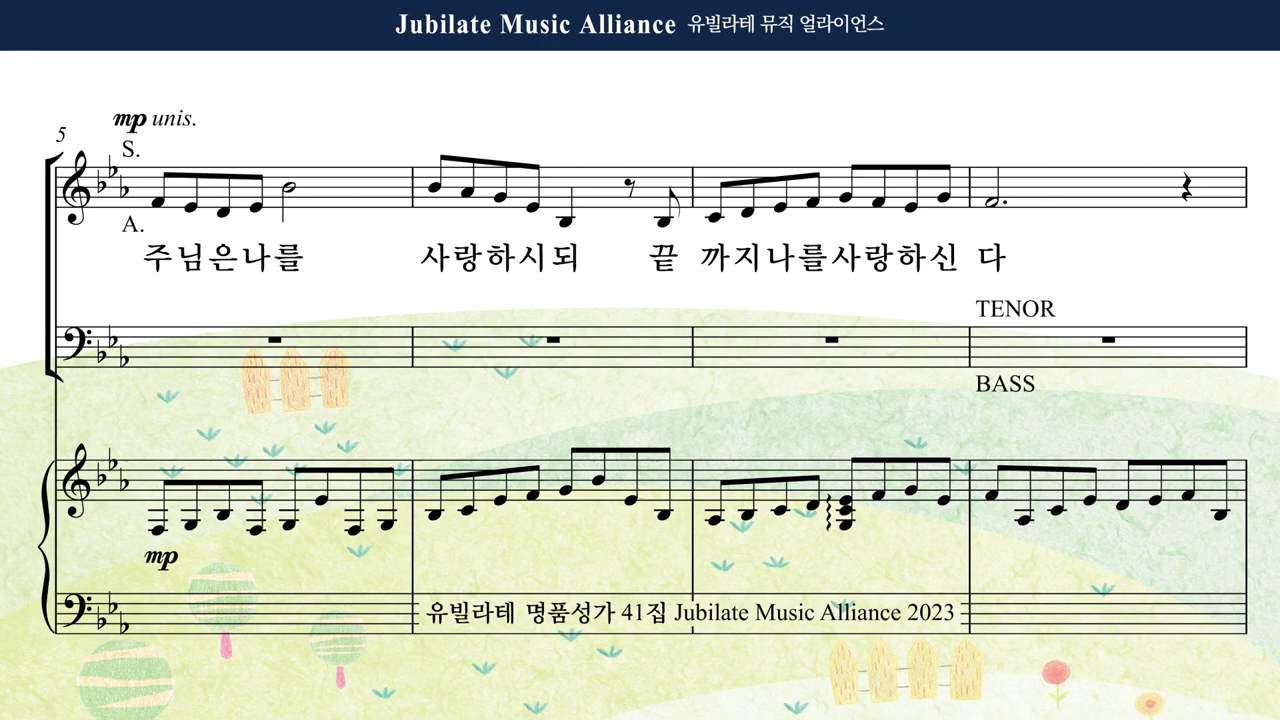 Jubilate Music Alliance 유빌라테 뮤직 얼라이언스
mp unis.
5
S.
A.
주님은나를 사랑하시되 끝 까지나를사랑하신 다
TENOR
BASS
mp
유빌라테 명품성가 41집 Jubilate Music Alliance 2023